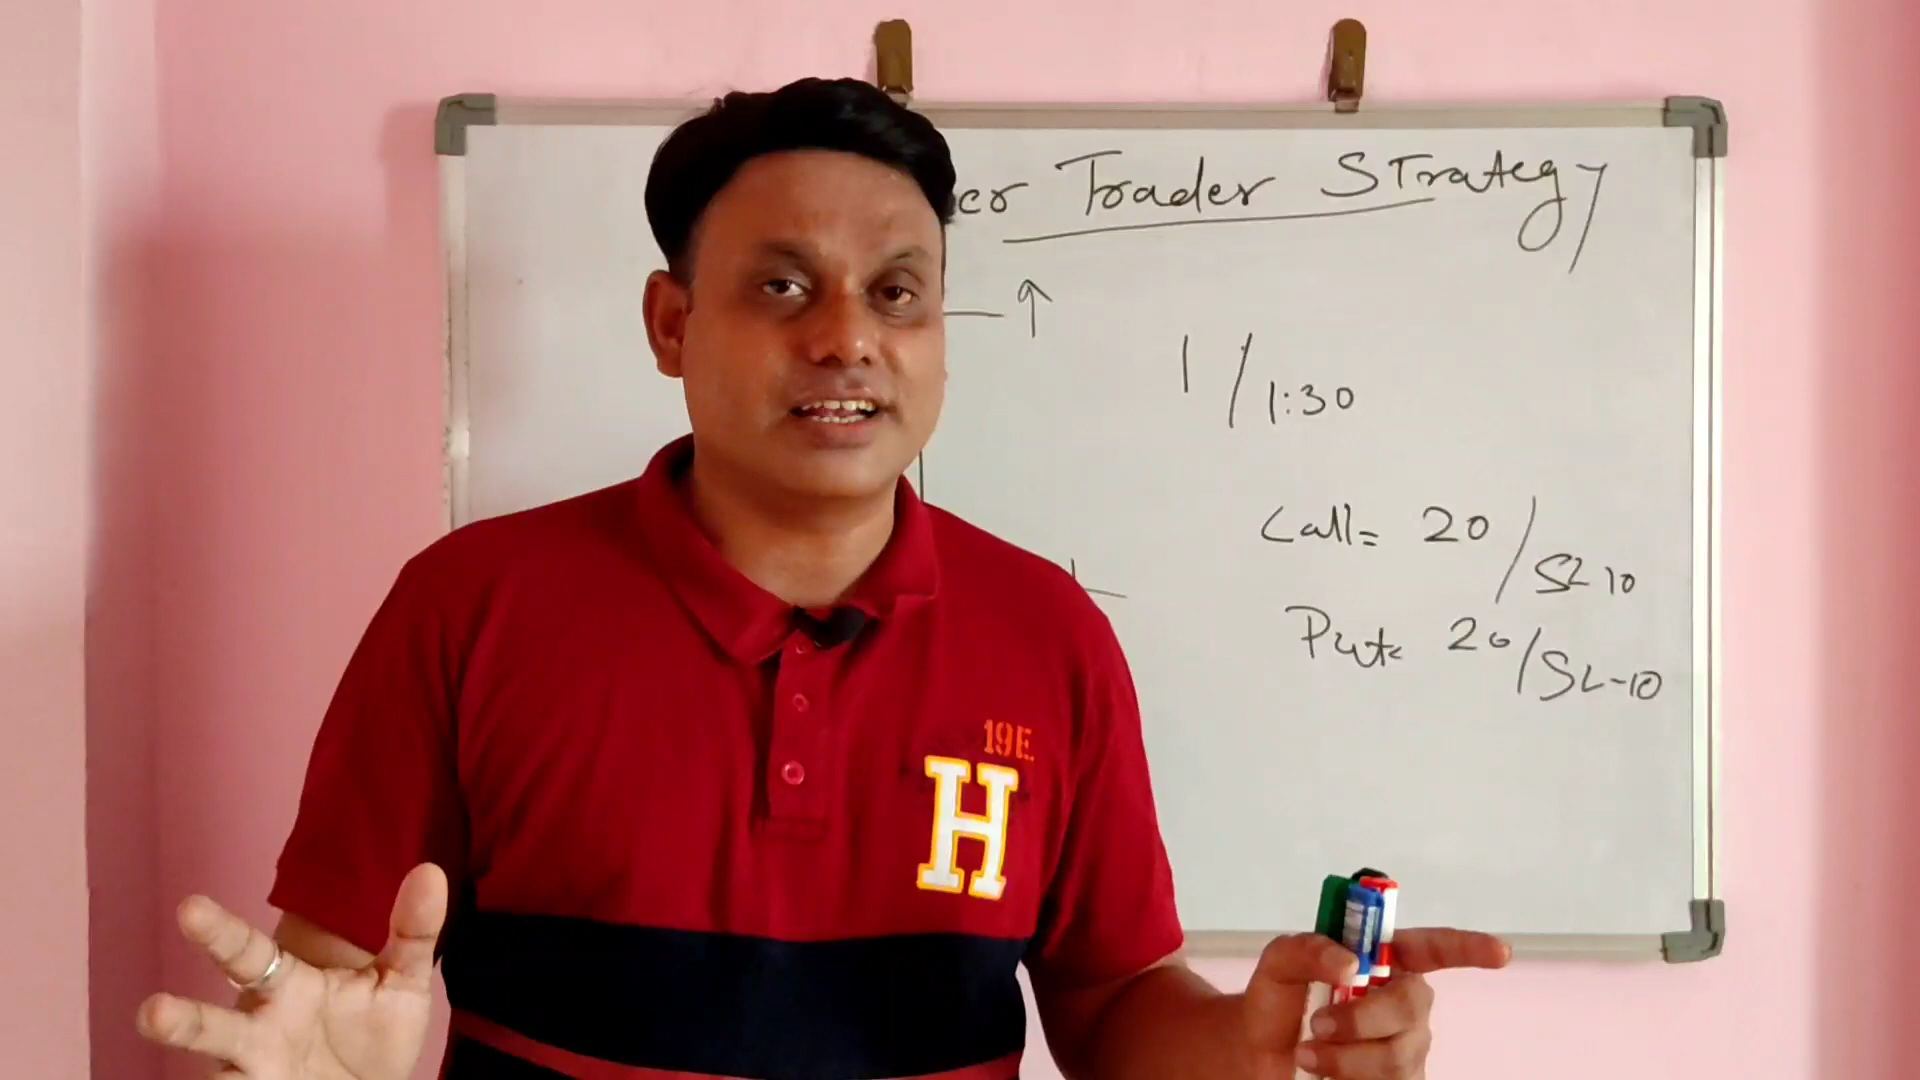 Trader STrategy
1 / 1:30
Call= 20 / SL 10
Put= 20 / SL-10
19E.
H